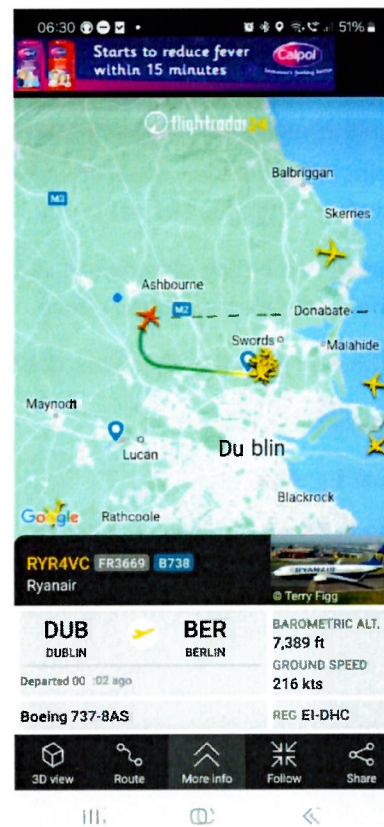 06:30
51%
Starts to reduce fever
within 15 minutes
Calpol
flightradar24
Balbriggan
M3
Skerries
Ashbourne
M2
Donabate
Swords
Malahide
Maynooth
Lucan
Du blin
Blackrock
Google
Rathcoole
RYR4VC FR3669 B738
Ryanair
RYANAIR
© Terry Figg
DUB
DUBLIN
BER
BERLIN
BAROMETRIC ALT.
7,389 ft
GROUND SPEED
216 kts
Departed 00 :02 ago
Boeing 737-8AS
REG EI-DHC
3D view
Route
More info
Follow
Share